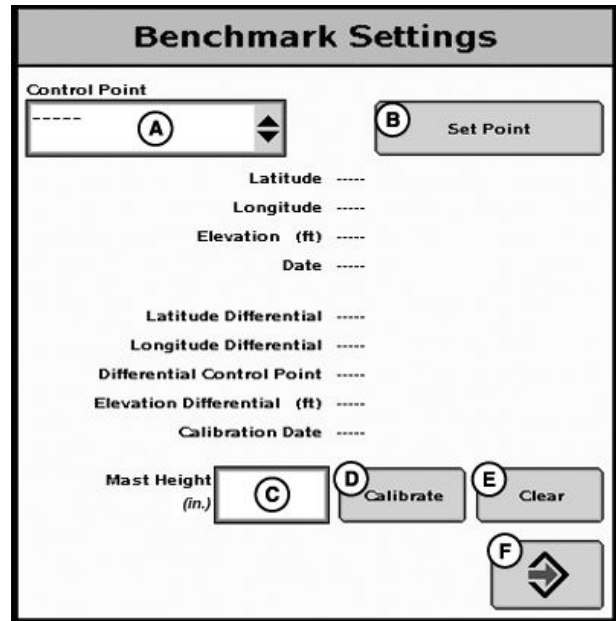 Benchmark Settings
Control Point
----- A
B Set Point
Latitude -----
Longitude -----
Elevation (ft) -----
Date -----
Latitude Differential -----
Longitude Differential -----
Differential Control Point -----
Elevation Differential (ft) -----
Calibration Date -----
Mast Height
(in.) C D Calibrate E Clear
F